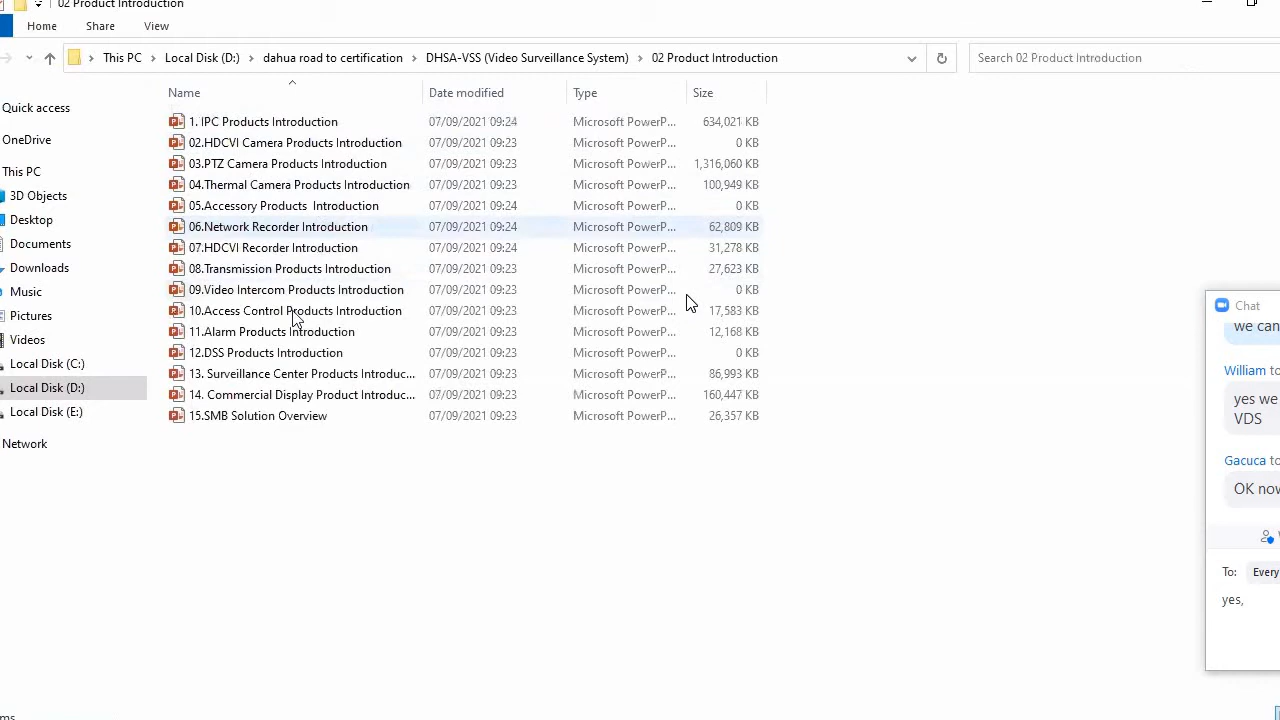 02 Product Introduction
Home Share View
This PC Local Disk (D:) dahua road to certification DHSA-VSS (Video Surveillance System) 02 Product Introduction Search 02 Product Introduction
Name Date modified Type Size
Quick access
OneDrive
This PC
3D Objects
Desktop
Documents
Downloads
Music
Pictures
Videos
Local Disk (C:)
Local Disk (D:)
Local Disk (E:)
Network
1. IPC Products Introduction 07/09/2021 09:24 Microsoft PowerP... 634,021 KB
02.HDCVI Camera Products Introduction 07/09/2021 09:23 Microsoft PowerP... 0 KB
03.PTZ Camera Products Introduction 07/09/2021 09:23 Microsoft PowerP... 1,316,060 KB
04.Thermal Camera Products Introduction 07/09/2021 09:23 Microsoft PowerP... 100,949 KB
05.Accessory Products Introduction 07/09/2021 09:24 Microsoft PowerP... 0 KB
06.Network Recorder Introduction 07/09/2021 09:24 Microsoft PowerP... 62,809 KB
07.HDCVI Recorder Introduction 07/09/2021 09:24 Microsoft PowerP... 31,278 KB
08.Transmission Products Introduction 07/09/2021 09:23 Microsoft PowerP... 27,623 KB
09.Video Intercom Products Introduction 07/09/2021 09:23 Microsoft PowerP... 0 KB
10.Access Control Products Introduction 07/09/2021 09:23 Microsoft PowerP... 17,583 KB
11.Alarm Products Introduction 07/09/2021 09:23 Microsoft PowerP... 12,168 KB
12.DSS Products Introduction 07/09/2021 09:23 Microsoft PowerP... 0 KB
13. Surveillance Center Products Introduc... 07/09/2021 09:23 Microsoft PowerP... 86,993 KB
14. Commercial Display Product Introduc... 07/09/2021 09:23 Microsoft PowerP... 160,447 KB
15.SMB Solution Overview 07/09/2021 09:23 Microsoft PowerP... 26,357 KB
Chat
we can
William to
yes we
VDS
Gacuca to
OK now
To: Every
yes,
ms